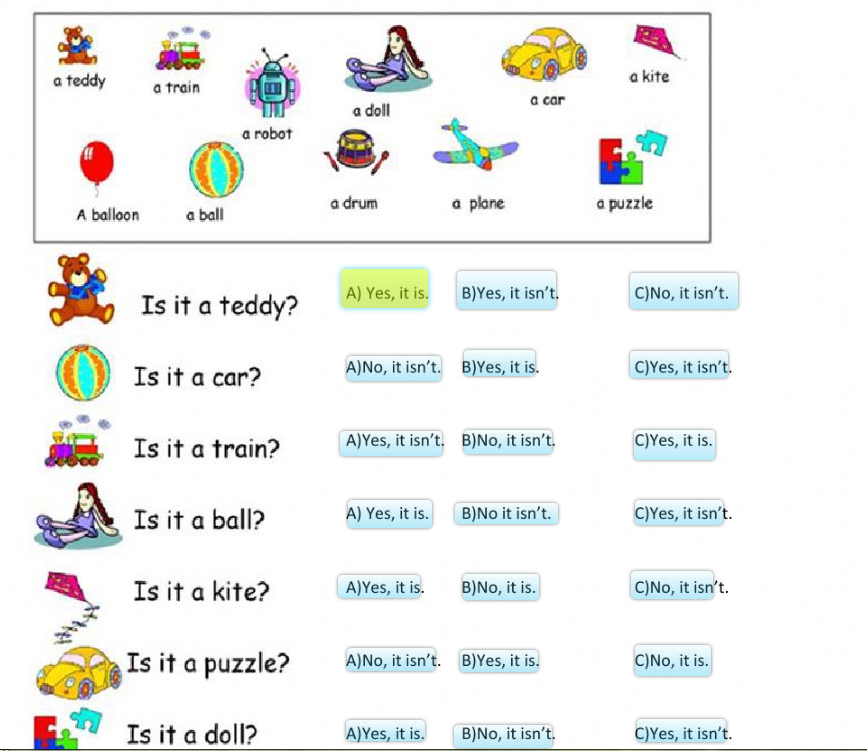 a teddy
a train
a robot
a doll
a car
a kite
A balloon
a ball
a drum
a plane
a puzzle
Is it a teddy? A) Yes, it is. B)Yes, it isn't. C)No, it isn't.
Is it a car? A)No, it isn't. B)Yes, it is. C)Yes, it isn't.
Is it a train? A)Yes, it isn't. B)No, it isn't. C)Yes, it is.
Is it a ball? A) Yes, it is. B)No it isn't. C)Yes, it isn't.
Is it a kite? A)Yes, it is. B)No, it is. C)No, it isn't.
Is it a puzzle? A)No, it isn't. B)Yes, it is. C)No, it is.
Is it a doll? A)Yes, it is. B)No, it isn't. C)Yes, it isn't.